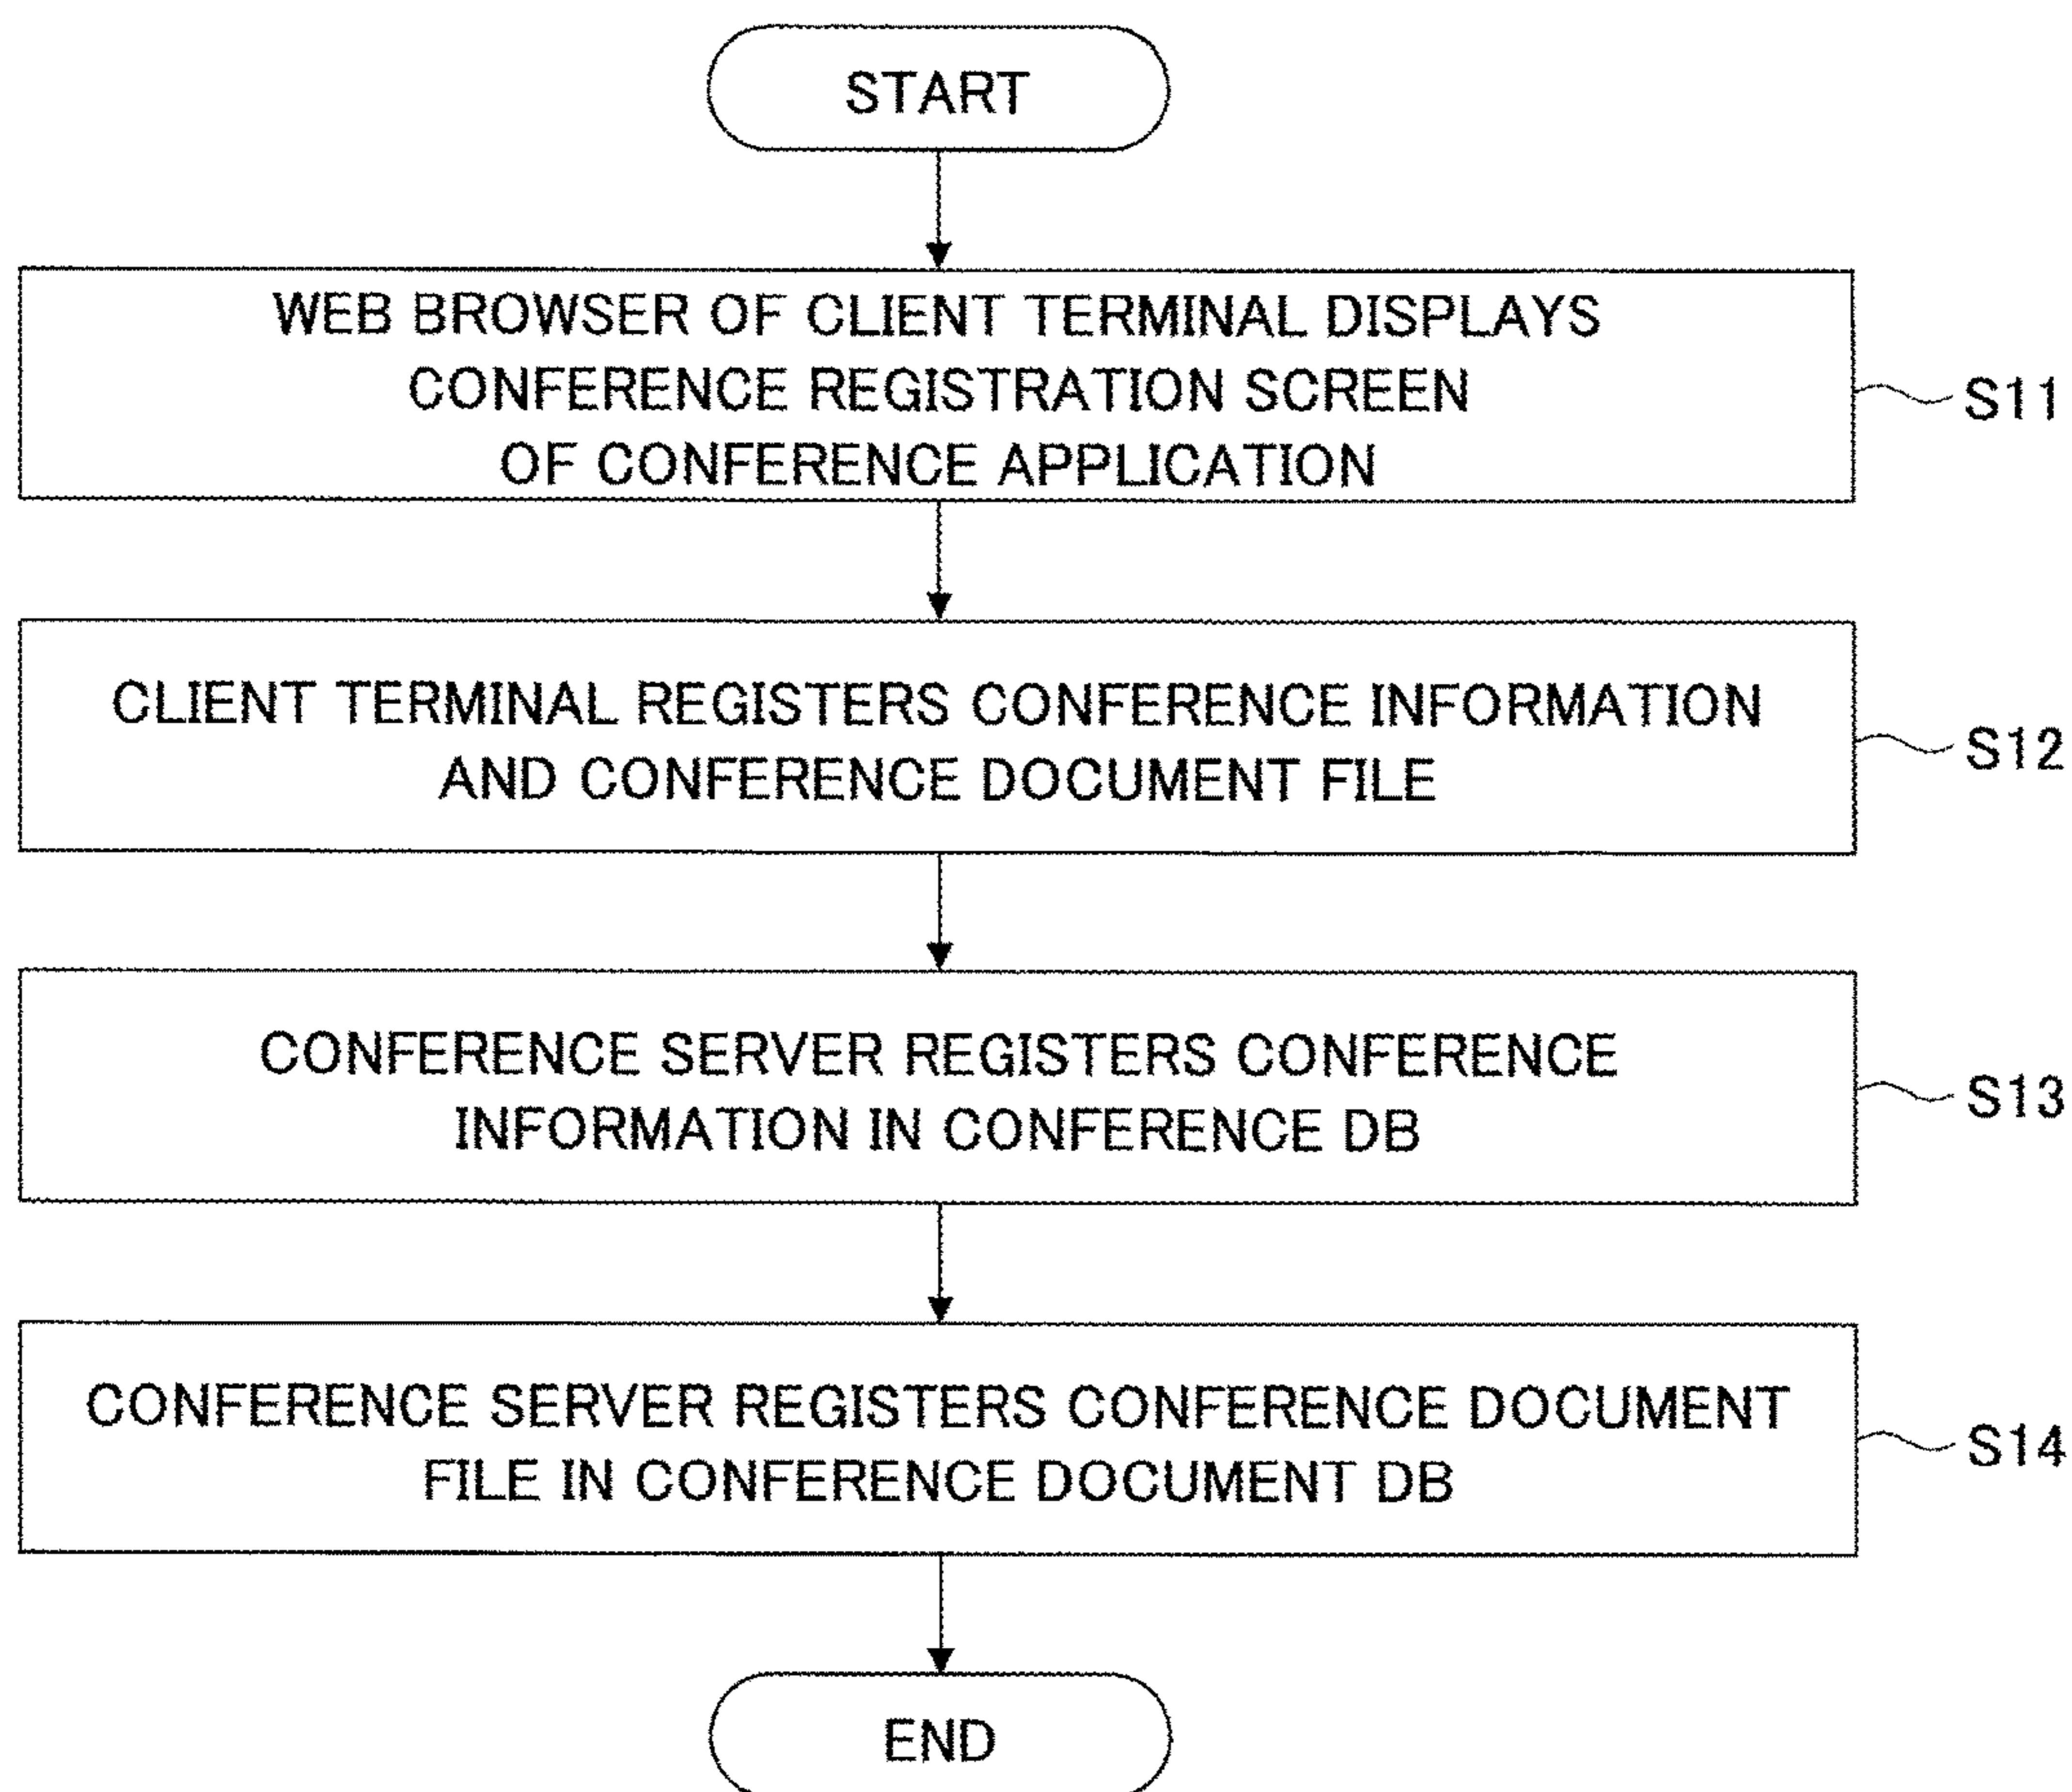 START
WEB BROWSER OF CLIENT TERMINAL DISPLAYS
CONFERENCE REGISTRATION SCREEN
OF CONFERENCE APPLICATION
S11
CLIENT TERMINAL REGISTERS CONFERENCE INFORMATION
AND CONFERENCE DOCUMENT FILE
S12
CONFERENCE SERVER REGISTERS CONFERENCE
INFORMATION IN CONFERENCE DB
S13
CONFERENCE SERVER REGISTERS CONFERENCE DOCUMENT
FILE IN CONFERENCE DOCUMENT DB
S14
END